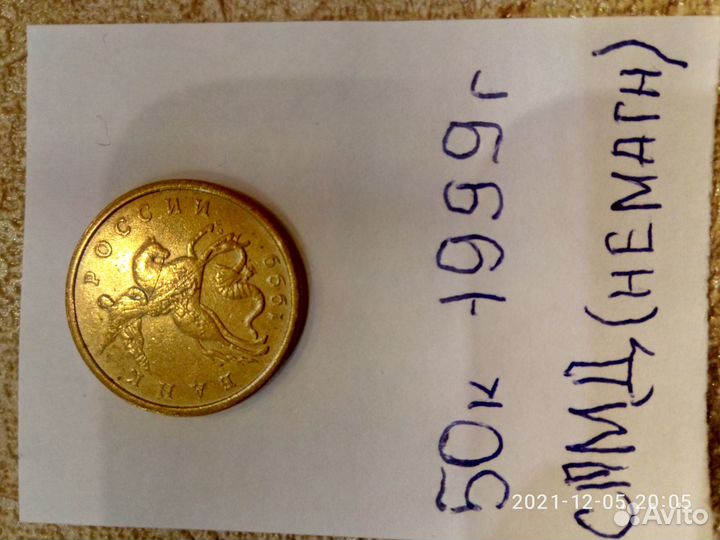 БАНК РОССИИ
1999
50к 1999г
СПМД (НЕМАГН)
2021-12-05 20:05
Avito